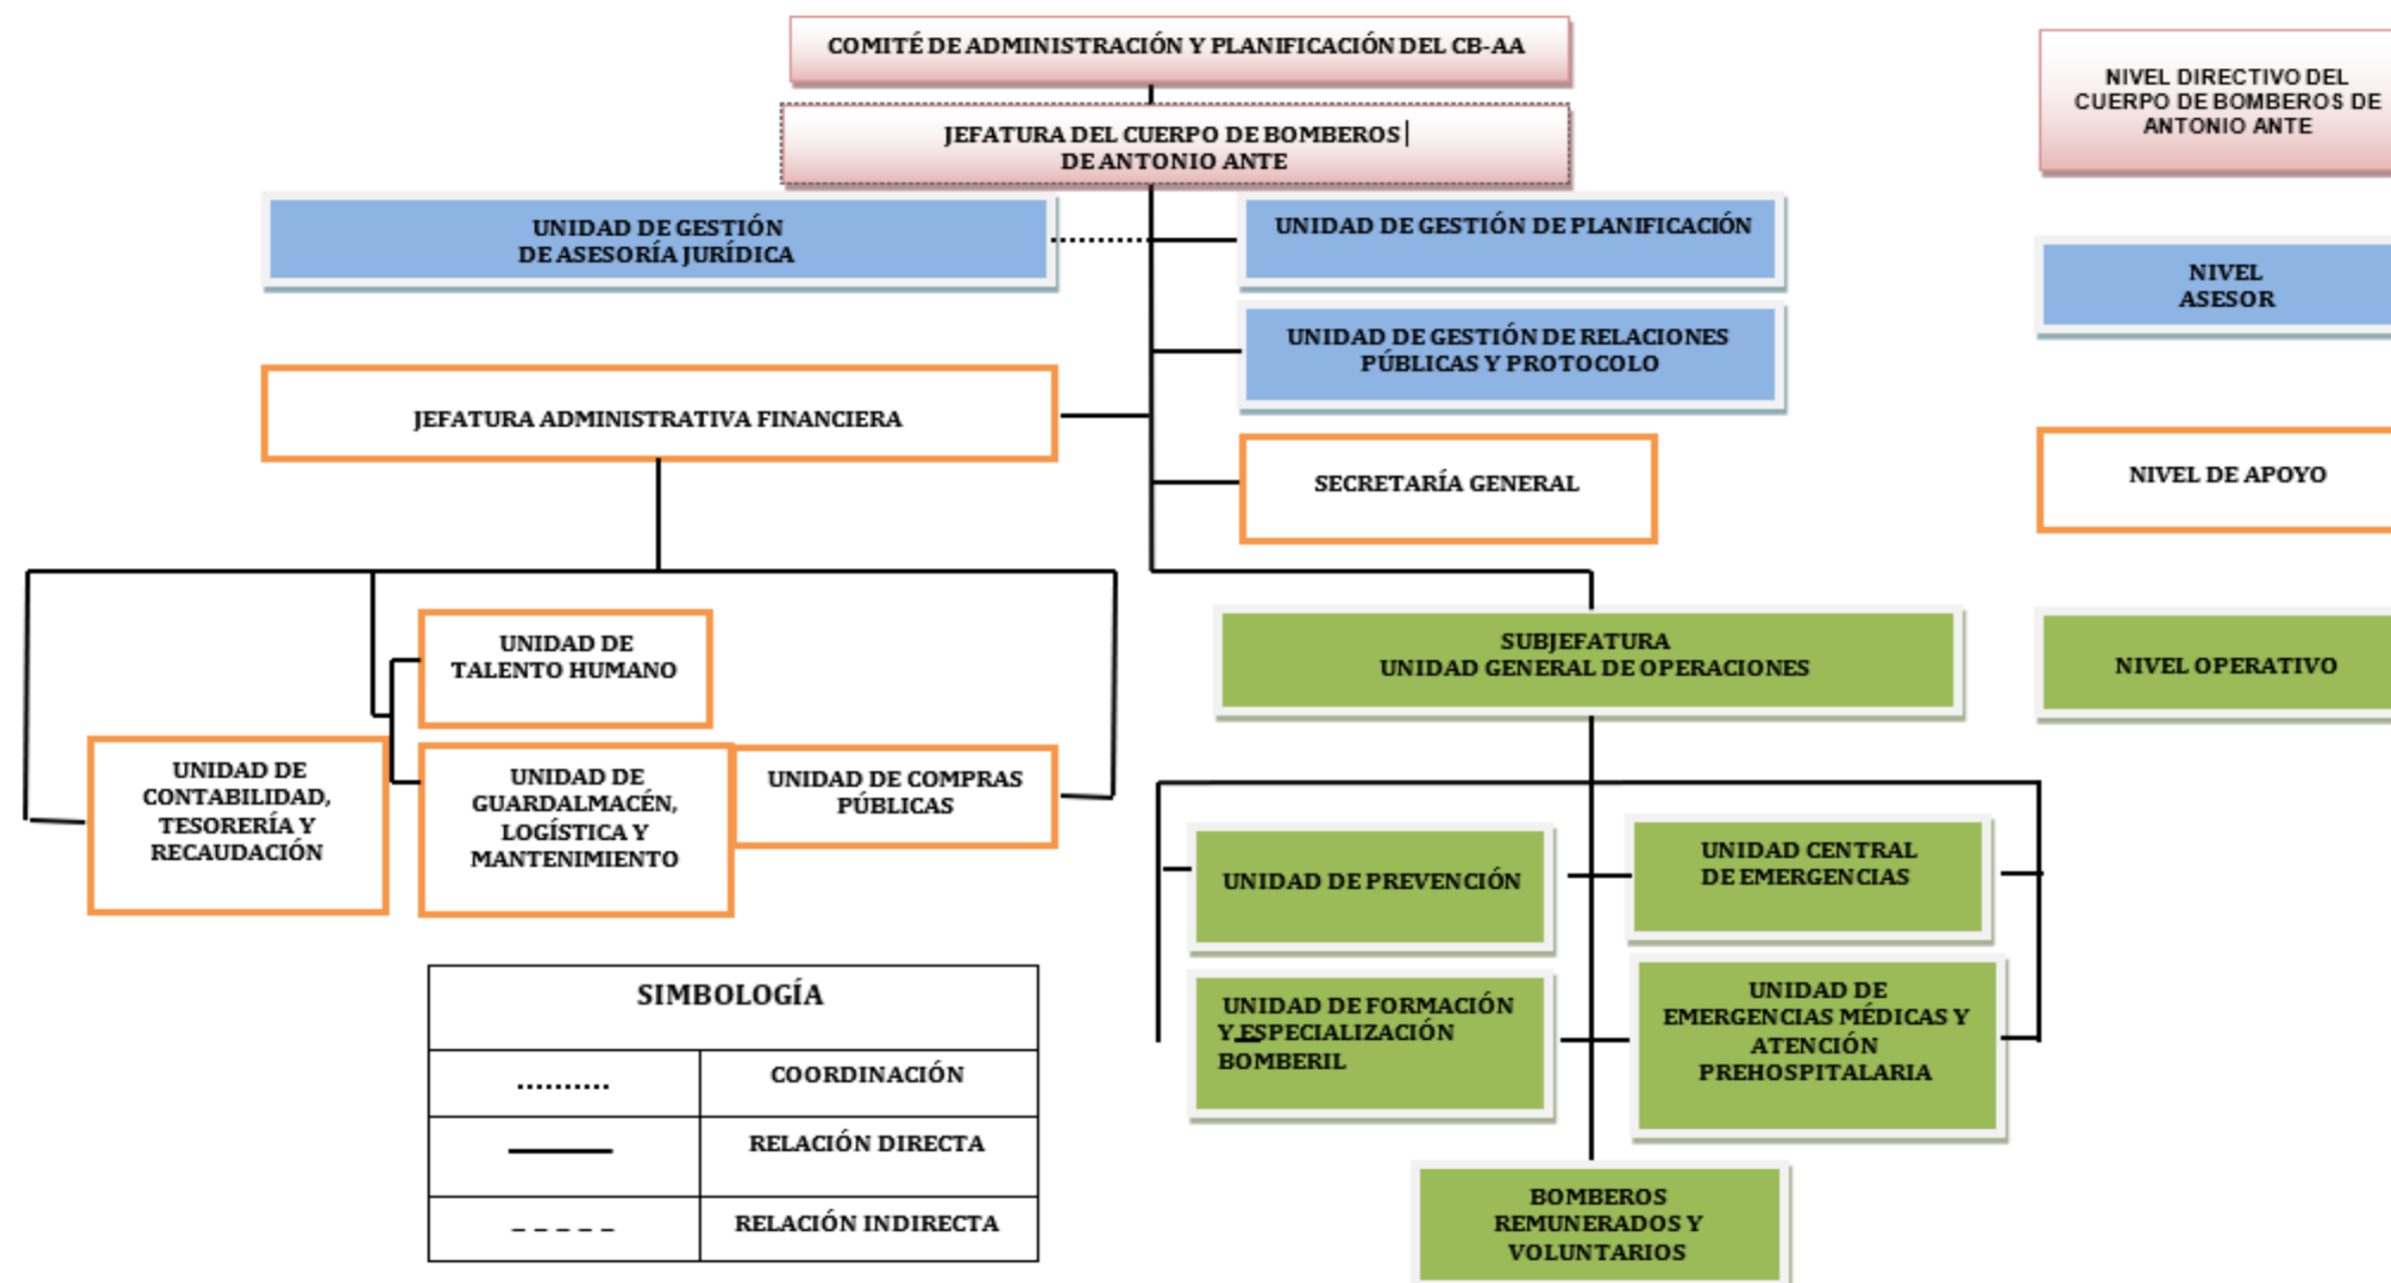 COMITÉ DE ADMINISTRACIÓN Y PLANIFICACIÓN DEL CB-AA
JEFATURA DEL CUERPO DE BOMBEROS
DE ANTONIO ANTE
NIVEL DIRECTIVO DEL
CUERPO DE BOMBEROS DE
ANTONIO ANTE
UNIDAD DE GESTIÓN
DE ASESORÍA JURÍDICA
UNIDAD DE GESTIÓN DE PLANIFICACIÓN
NIVEL
ASESOR
UNIDAD DE GESTIÓN DE RELACIONES
PÚBLICAS Y PROTOCOLO
JEFATURA ADMINISTRATIVA FINANCIERA
SECRETARÍA GENERAL
NIVEL DE APOYO
UNIDAD DE
TALENTO HUMANO
SUBJEFATURA
UNIDAD GENERAL DE OPERACIONES
NIVEL OPERATIVO
UNIDAD DE
CONTABILIDAD,
TESORERÍA Y
RECAUDACIÓN
UNIDAD DE
GUARDALMACÉN,
LOGÍSTICA Y
MANTENIMIENTO
UNIDAD DE COMPRAS
PÚBLICAS
UNIDAD DE PREVENCIÓN
UNIDAD CENTRAL
DE EMERGENCIAS
UNIDAD DE FORMACIÓN
Y ESPECIALIZACIÓN
BOMBERIL
UNIDAD DE
EMERGENCIAS MÉDICAS Y
ATENCIÓN
PREHOSPITALARIA
BOMBEROS
REMUNERADOS Y
VOLUNTARIOS
SIMBOLOGÍA
COORDINACIÓN
RELACIÓN DIRECTA
RELACIÓN INDIRECTA